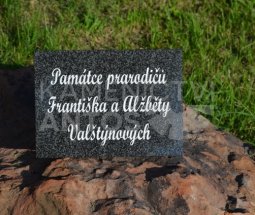 Památce prarodičů
Františka a Alžběty
Valštýnových